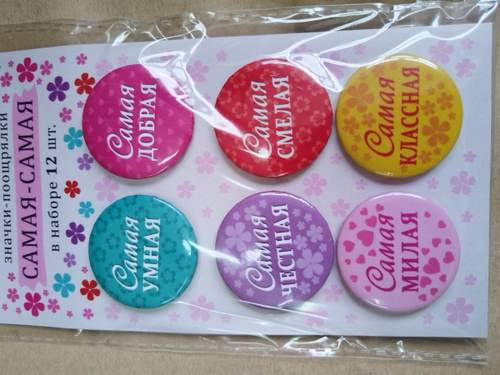 значки-поощрялки
САМАЯ-САМАЯ
в наборе 12 шт.
Самая
ДОБРАЯ
Самая
СМЕЛАЯ
Самая
КЛАССНАЯ
Самая
УМНАЯ
Самая
ЧЕСТНАЯ
Самая
МИЛАЯ